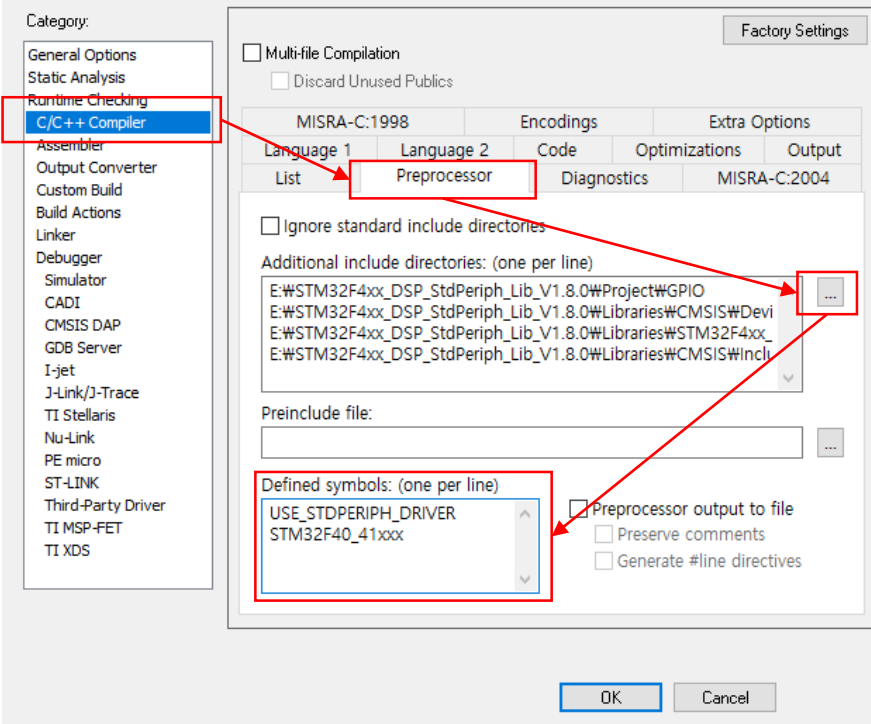 Category:
Factory Settings
General Options
Static Analysis
Runtime Checking
C/C++ Compiler
Assembler
Output Converter
Custom Build
Build Actions
Linker
Debugger
Simulator
CADI
CMSIS DAP
GDB Server
I-jet
J-Link/J-Trace
TI Stellaris
Nu-Link
PE micro
ST-LINK
Third-Party Driver
TI MSP-FET
TI XDS
Multi-file Compilation
Discard Unused Publics
MISRA-C:1998 Encodings Extra Options
Language 1 Language 2 Code Optimizations Output
List Preprocessor Diagnostics MISRA-C:2004
Ignore standard include directories
Additional include directories: (one per line)
E:₩STM32F4xx_DSP_StdPeriph_Lib_V1.8.0₩Project₩GPIO
E:₩STM32F4xx_DSP_StdPeriph_Lib_V1.8.0₩Libraries₩CMSIS₩Devi
E:₩STM32F4xx_DSP_StdPeriph_Lib_V1.8.0₩Libraries₩STM32F4xx_
E:₩STM32F4xx_DSP_StdPeriph_Lib_V1.8.0₩Libraries₩CMSIS₩Inclu
...
Preinclude file:
...
Defined symbols: (one per line)
USE_STDPERIPH_DRIVER
STM32F40_41xxx
Preprocessor output to file
Preserve comments
Generate #line directives
OK Cancel